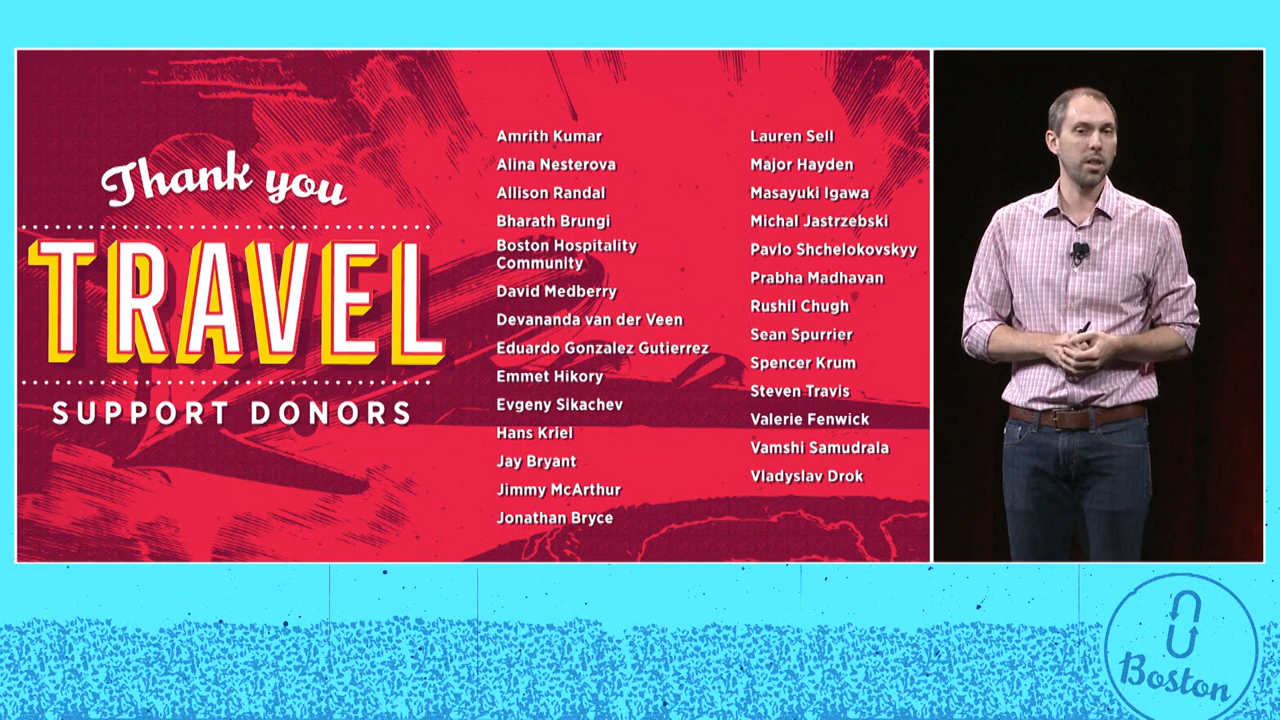 Thank you
TRAVEL
SUPPORT DONORS
Amrith Kumar
Alina Nesterova
Allison Randal
Bharath Brungi
Boston Hospitality
Community
David Medberry
Devananda van der Veen
Eduardo Gonzalez Gutierrez
Emmet Hikory
Evgeny Sikachev
Hans Kriel
Jay Bryant
Jimmy McArthur
Jonathan Bryce
Lauren Sell
Major Hayden
Masayuki Igawa
Michal Jastrzebski
Pavlo Shchelokovskyy
Prabha Madhavan
Rushil Chugh
Sean Spurrier
Spencer Krum
Steven Travis
Valerie Fenwick
Vamshi Samudrala
Vladyslav Drok
Boston